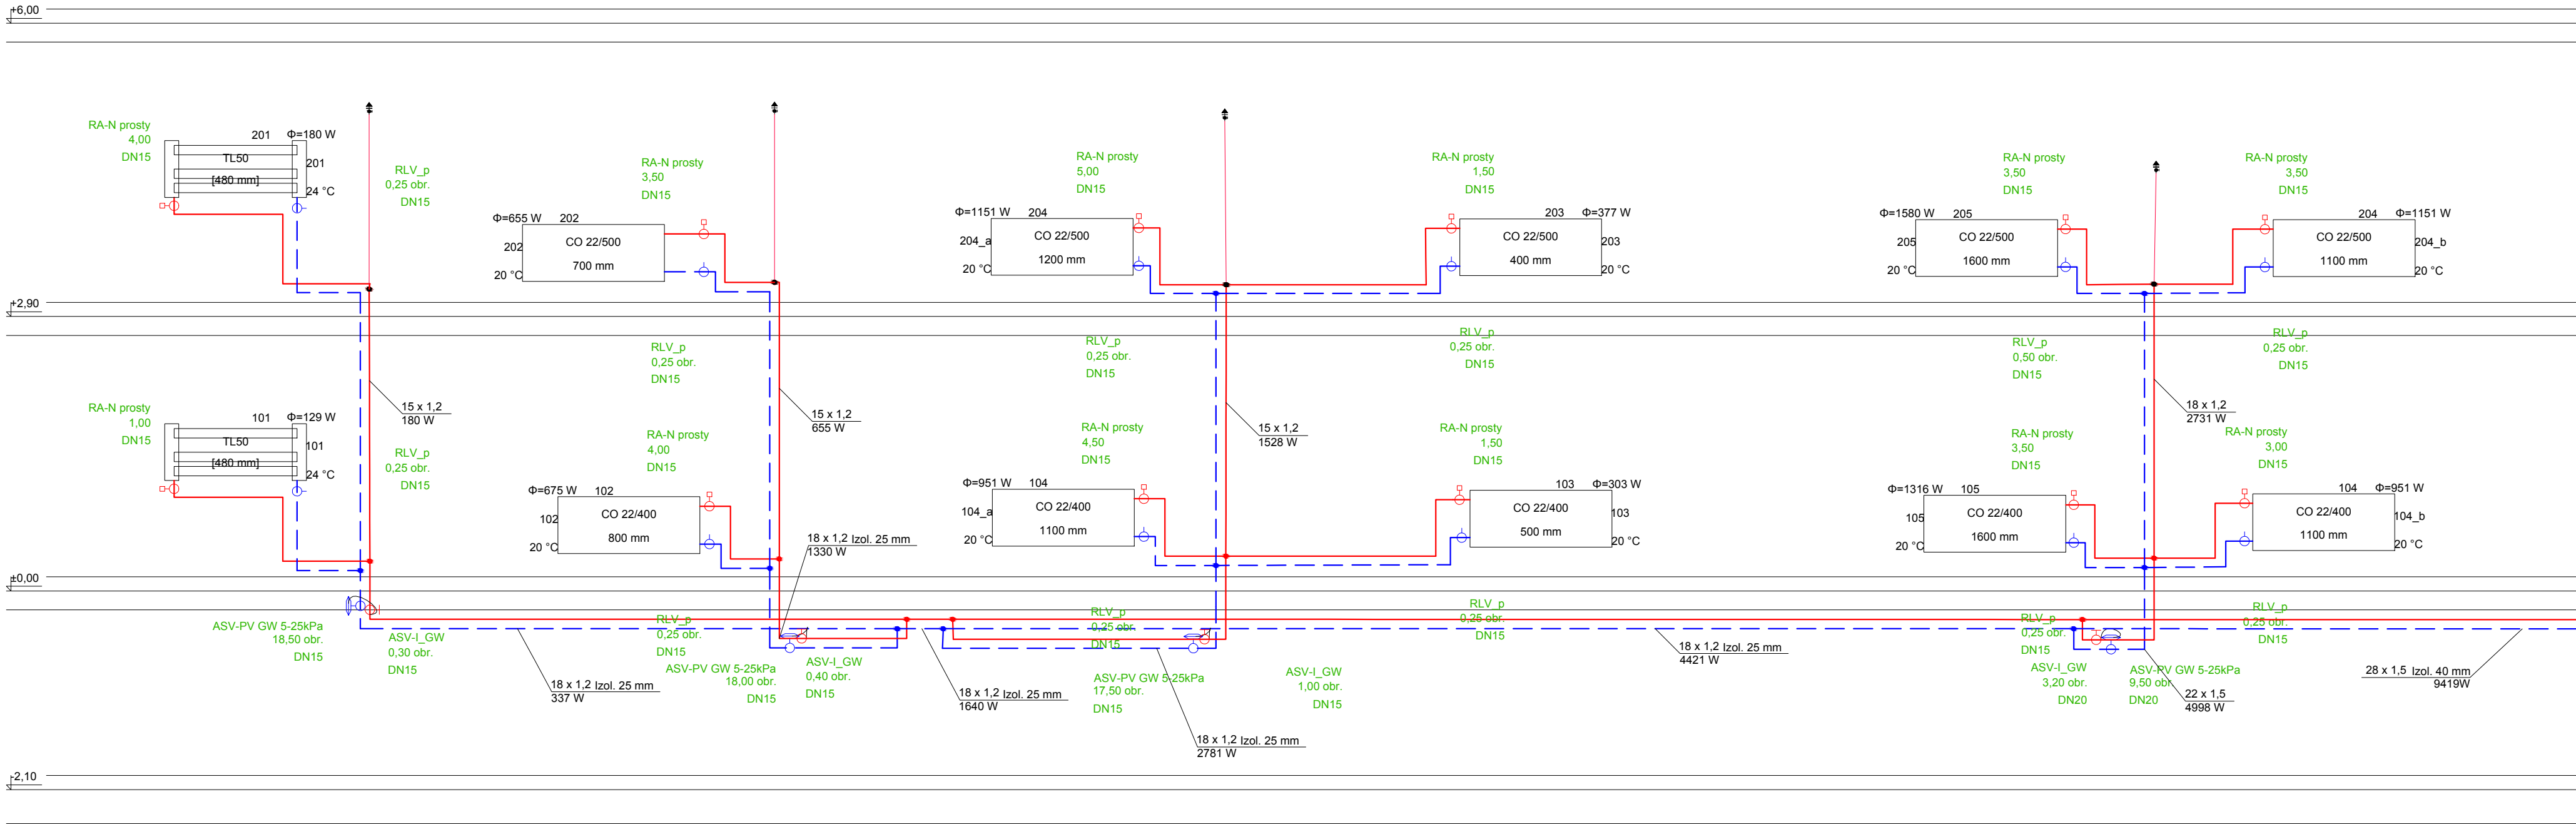 +6,00
RA-N prosty
4,00
DN15
201 Φ=180 W
TL50
[480 mm]
201
24 °C
RLV_p
0,25 obr.
DN15
RA-N prosty
3,50
DN15
Φ=655 W 202
202
CO 22/500
700 mm
20 °C
RA-N prosty
5,00
DN15
Φ=1151 W 204
204_a
CO 22/500
1200 mm
20 °C
RA-N prosty
1,50
DN15
203 Φ=377 W
CO 22/500
400 mm
203
20 °C
RA-N prosty
3,50
DN15
Φ=1580 W 205
205
CO 22/500
1600 mm
20 °C
RA-N prosty
3,50
DN15
204 Φ=1151 W
CO 22/500
1100 mm
204_b
20 °C
+2,90
RLV_p
0,25 obr.
DN15
RLV_p
0,25 obr.
DN15
RLV_p
0,25 obr.
DN15
RLV_p
0,50 obr.
DN15
RLV_p
0,25 obr.
DN15
15 x 1,2
180 W
15 x 1,2
655 W
15 x 1,2
1528 W
18 x 1,2
2731 W
RA-N prosty
1,00
DN15
101 Φ=129 W
TL50
[480 mm]
101
24 °C
RLV_p
0,25 obr.
DN15
RA-N prosty
4,00
DN15
Φ=675 W 102
102
CO 22/400
800 mm
20 °C
18 x 1,2 Izol. 25 mm
1330 W
RA-N prosty
4,50
DN15
Φ=951 W 104
104_a
CO 22/400
1100 mm
20 °C
RA-N prosty
1,50
DN15
103 Φ=303 W
CO 22/400
500 mm
103
20 °C
RA-N prosty
3,50
DN15
Φ=1316 W 105
105
CO 22/400
1600 mm
20 °C
RA-N prosty
3,00
DN15
104 Φ=951 W
CO 22/400
1100 mm
104_b
20 °C
±0,00
ASV-PV GW 5-25kPa
18,50 obr.
DN15
ASV-I_GW
0,30 obr.
DN15
RLV_p
0,25 obr.
DN15
ASV-PV GW 5-25kPa
18,00 obr.
DN15
ASV-I_GW
0,40 obr.
DN15
RLV_p
0,25 obr.
DN15
ASV-PV GW 5-25kPa
17,50 obr.
DN15
ASV-I_GW
1,00 obr.
DN15
RLV_p
0,25 obr.
DN15
RLV_p
0,25 obr.
DN15
ASV-I_GW
3,20 obr.
DN20
RLV_p
0,25 obr.
DN15
ASV-PV GW 5-25kPa
9,50 obr.
DN20
18 x 1,2 Izol. 25 mm
337 W
18 x 1,2 Izol. 25 mm
1640 W
18 x 1,2 Izol. 25 mm
2781 W
18 x 1,2 Izol. 25 mm
4421 W
22 x 1,5
4998 W
28 x 1,5 Izol. 40 mm
9419W
-2,10